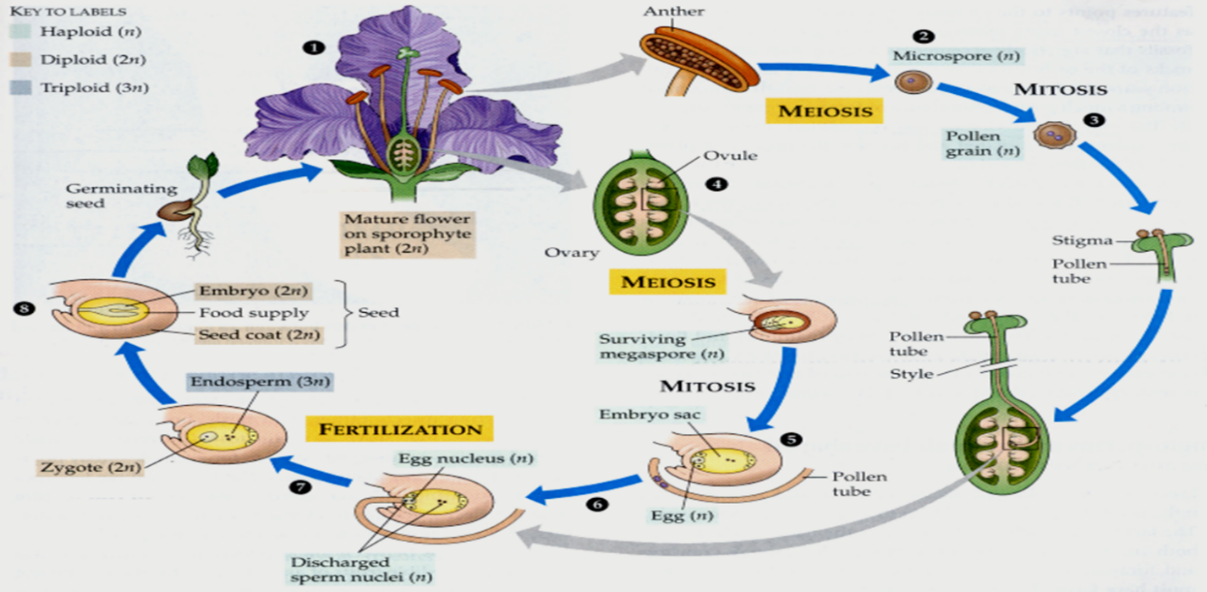 KEY TO LABELS
Haploid (n)
Diploid (2n)
Triploid (3n)
1
Anther
2
Microspore (n)
MEIOSIS
MITOSIS
3
Pollen
grain (n)
Ovule
4
Ovary
MEIOSIS
Germinating
seed
Mature flower
on sporophyte
plant (2n)
Stigma
Pollen
tube
8
Embryo (2n)
Food supply
Seed coat (2n)
Seed
Surviving
megaspore (n)
MITOSIS
Pollen
tube
Style
Endosperm (3n)
Zygote (2n)
FERTILIZATION
Embryo sac
5
Egg nucleus (n)
7
6
Egg (n)
Pollen
tube
Discharged
sperm nuclei (n)